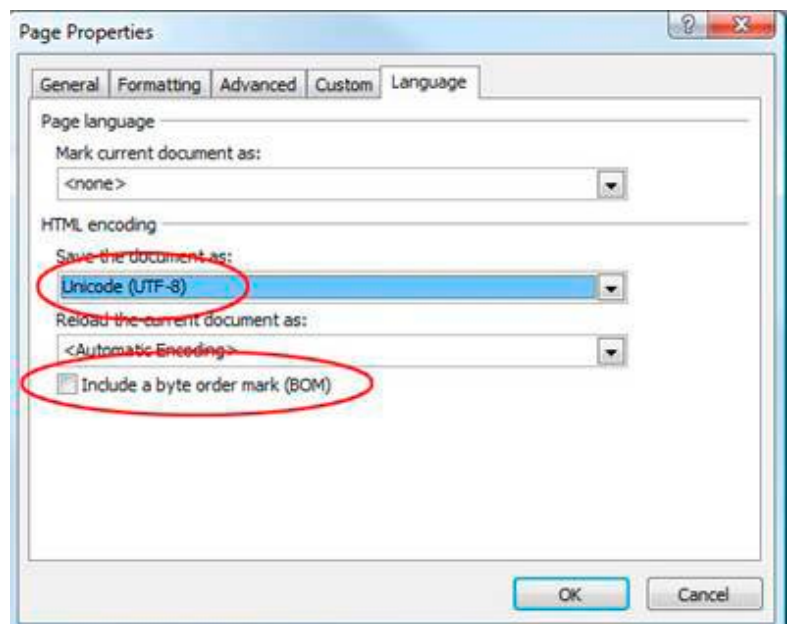 Page Properties
General Formatting Advanced Custom Language
Page language
Mark current document as:
<none>
HTML encoding
Save the document as:
Unicode (UTF-8)
Reload the current document as:
<Automatic Encoding>
Include a byte order mark (BOM)
OK Cancel